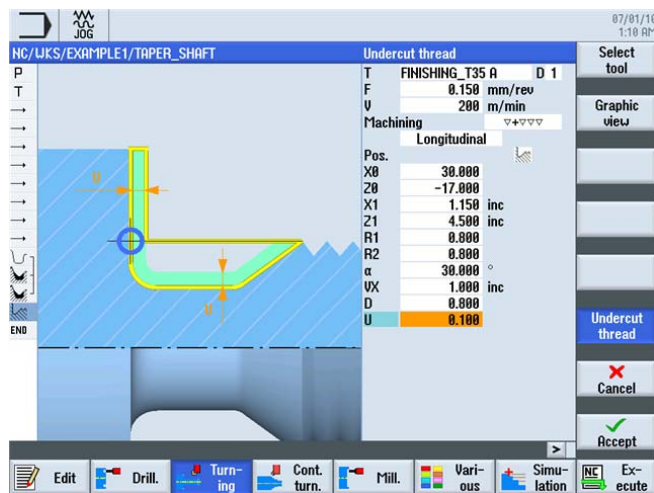 JOG
07/01/16
1:10 AM
NC/WKS/EXAMPLE1/TAPER_SHAFT
Undercut thread
Select tool
P
T
END
U
U
T FINISHING_T35 A D 1
F 0.150 mm/rev
V 200 m/min
Machining ▽+▽▽▽
Longitudinal
Pos.
X0 30.000
Z0 -17.000
X1 1.150 inc
Z1 4.500 inc
R1 0.800
R2 0.800
α 30.000 °
VX 1.000 inc
D 0.800
U 0.100
Graphic view
Undercut thread
Cancel
Accept
>
Edit
Drill.
Turn-
ing
Cont.
turn.
Mill.
Vari-
ous
Simu-
lation
NC
Ex-
ecute